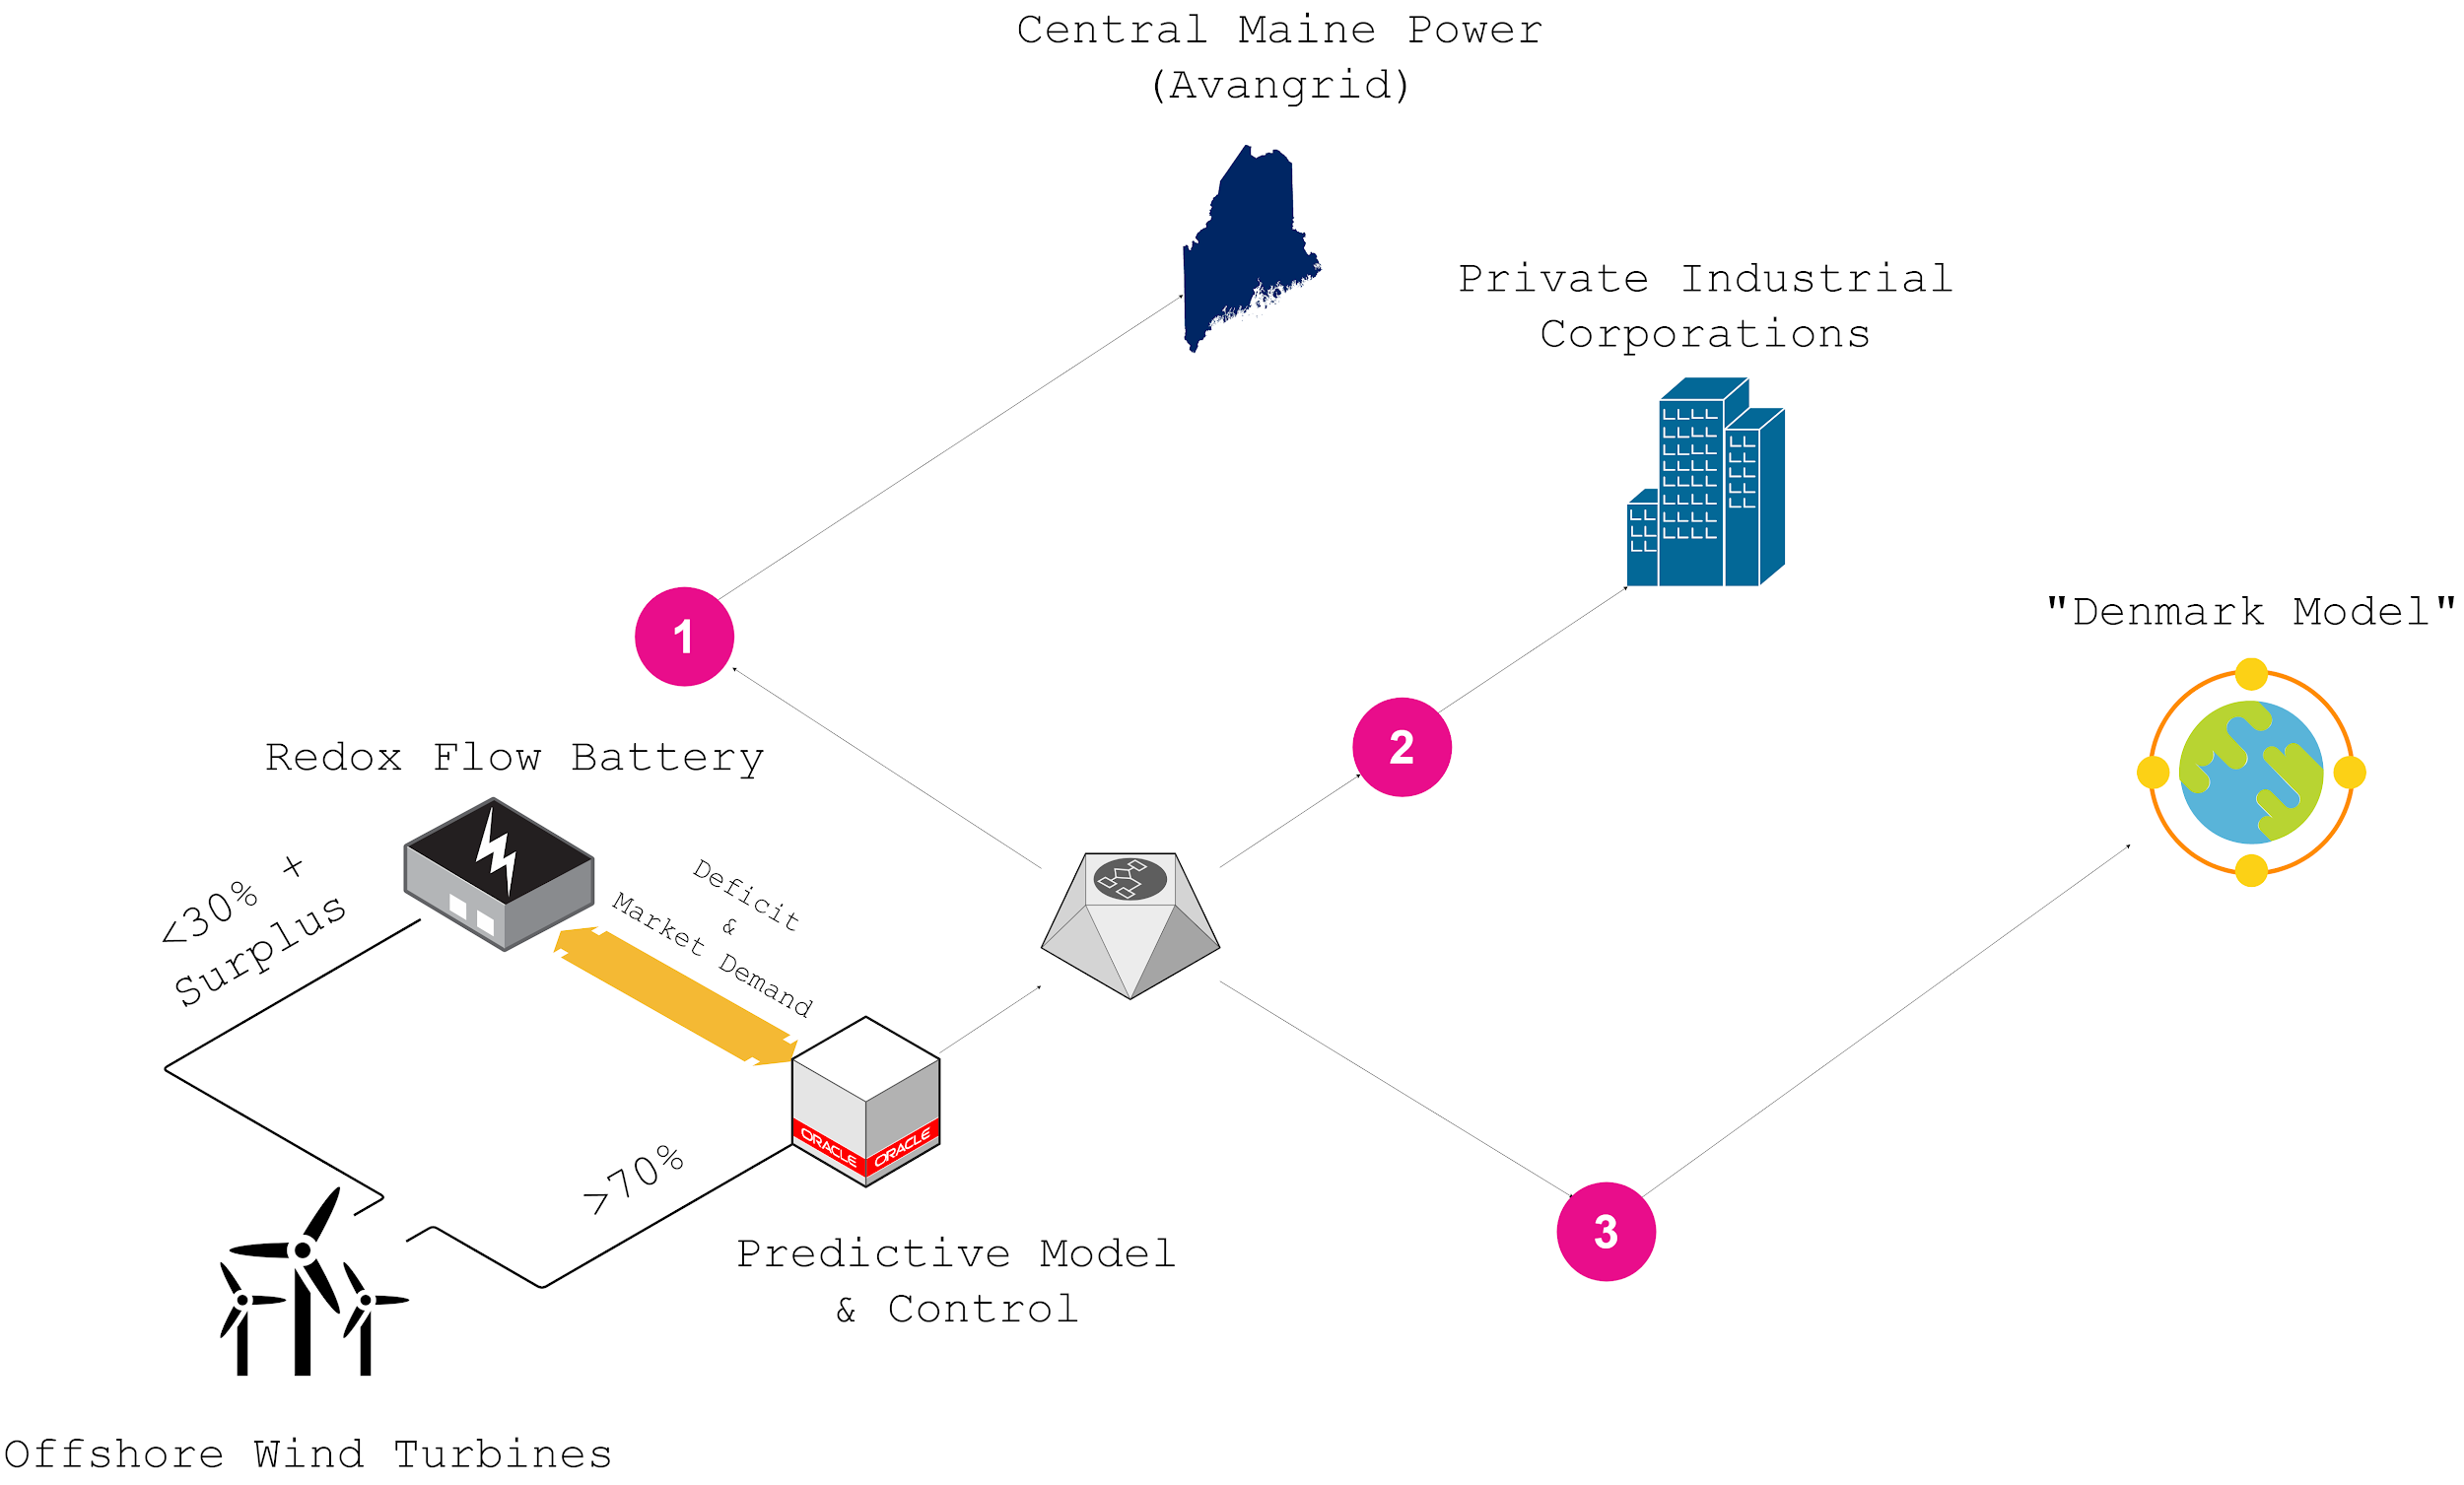 Central Maine Power
(Avangrid)
Private Industrial
Corporations
"Denmark Model"
1
2
Redox Flow Battery
<30% +
Surplus
Deficit
&
Market Demand
ORACLE
ORACLE
>70%
3
Predictive Model
& Control
Offshore Wind Turbines